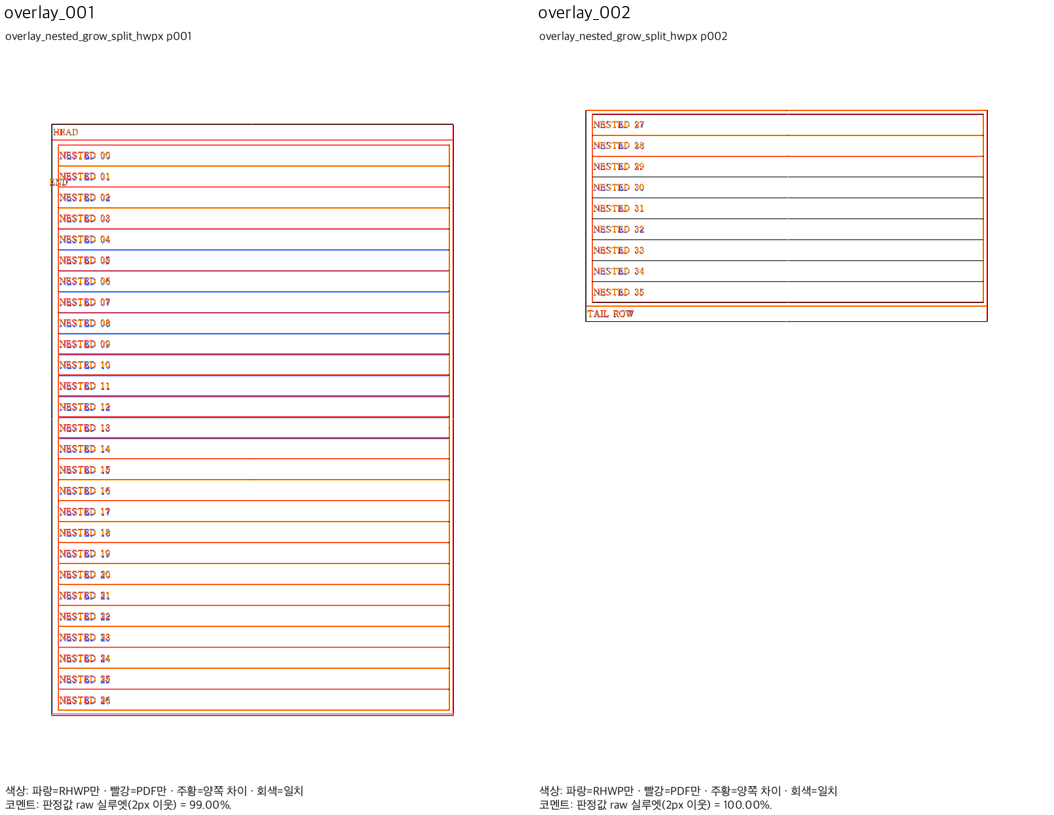 overlay_001
overlay_nested_grow_split_hwpx p001
HEAD
NESTED 00
NESTED 01
END
NESTED 02
NESTED 03
NESTED 04
NESTED 05
NESTED 06
NESTED 07
NESTED 08
NESTED 09
NESTED 10
NESTED 11
NESTED 12
NESTED 13
NESTED 14
NESTED 15
NESTED 16
NESTED 17
NESTED 18
NESTED 19
NESTED 20
NESTED 21
NESTED 22
NESTED 23
NESTED 24
NESTED 25
NESTED 26
색상: 파랑=RHWP만 · 빨강=PDF만 · 주황=양쪽 차이 · 회색=일치
코멘트: 판정값 raw 실루엣(2px 이웃) = 99.00%.
overlay_002
overlay_nested_grow_split_hwpx p002
NESTED 27
NESTED 28
NESTED 29
NESTED 30
NESTED 31
NESTED 32
NESTED 33
NESTED 34
NESTED 35
TAIL ROW
색상: 파랑=RHWP만 · 빨강=PDF만 · 주황=양쪽 차이 · 회색=일치
코멘트: 판정값 raw 실루엣(2px 이웃) = 100.00%.